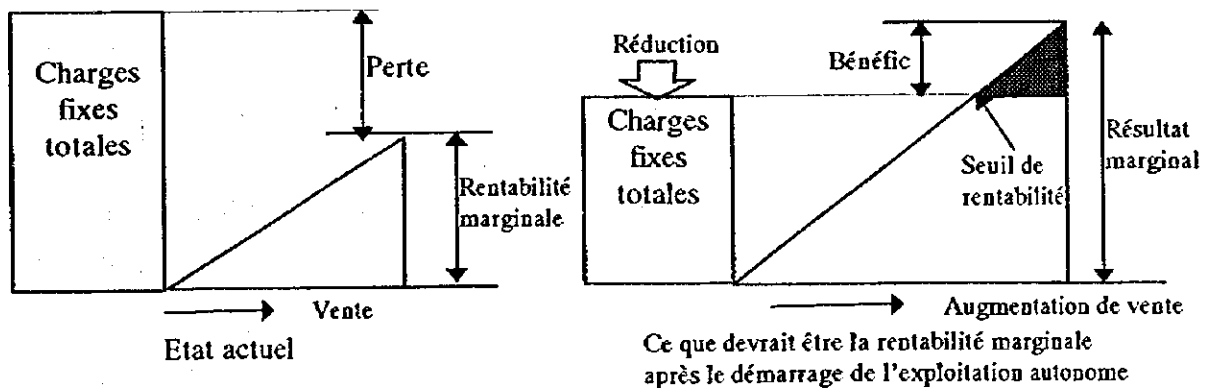 Charges
fixes
totales
Perte
Rentabilité
marginale
Vente
Etat actuel
Réduction
Charges
fixes
totales
Bénéfic
Seuil de
rentabilité
Résultat
marginal
Augmentation de vente
Ce que devrait être la rentabilité marginale
après le démarrage de l'exploitation autonome